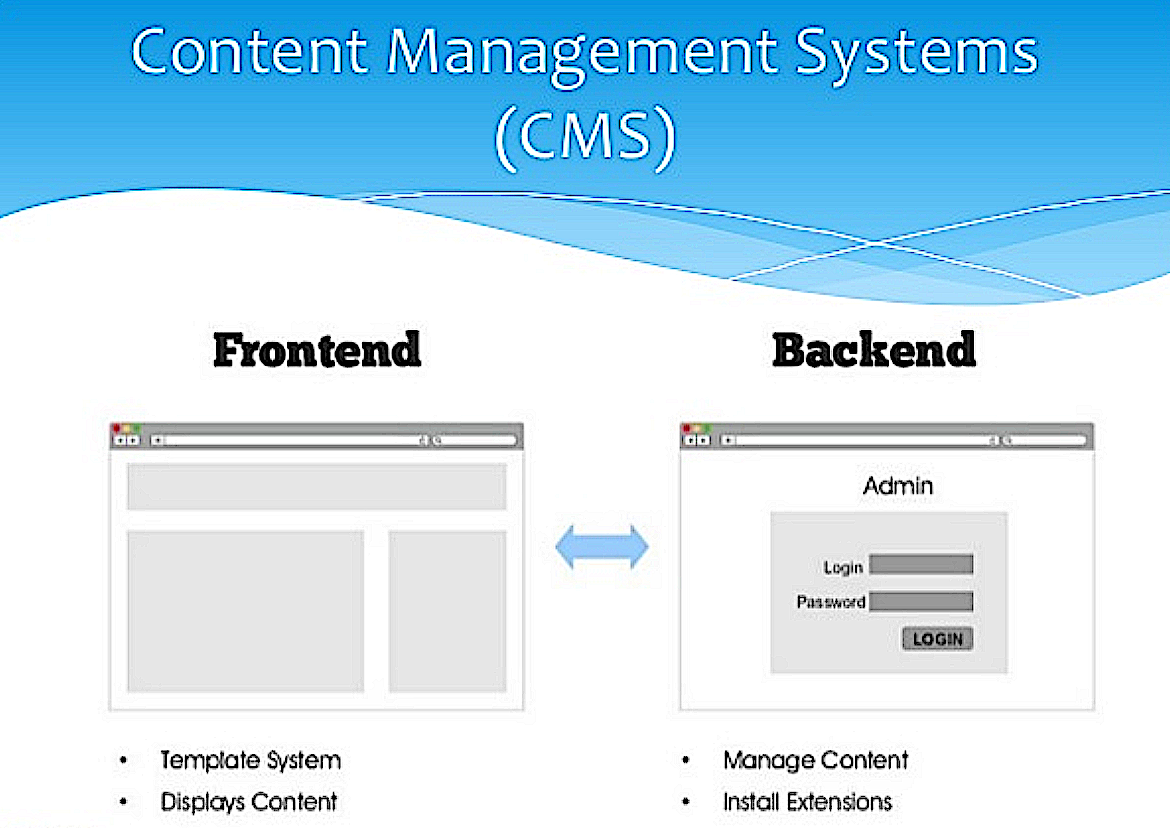 Content Management Systems
(CMS)
Frontend
Backend
Admin
Login
Password
LOGIN
• Template System
• Displays Content
• Manage Content
• Install Extensions